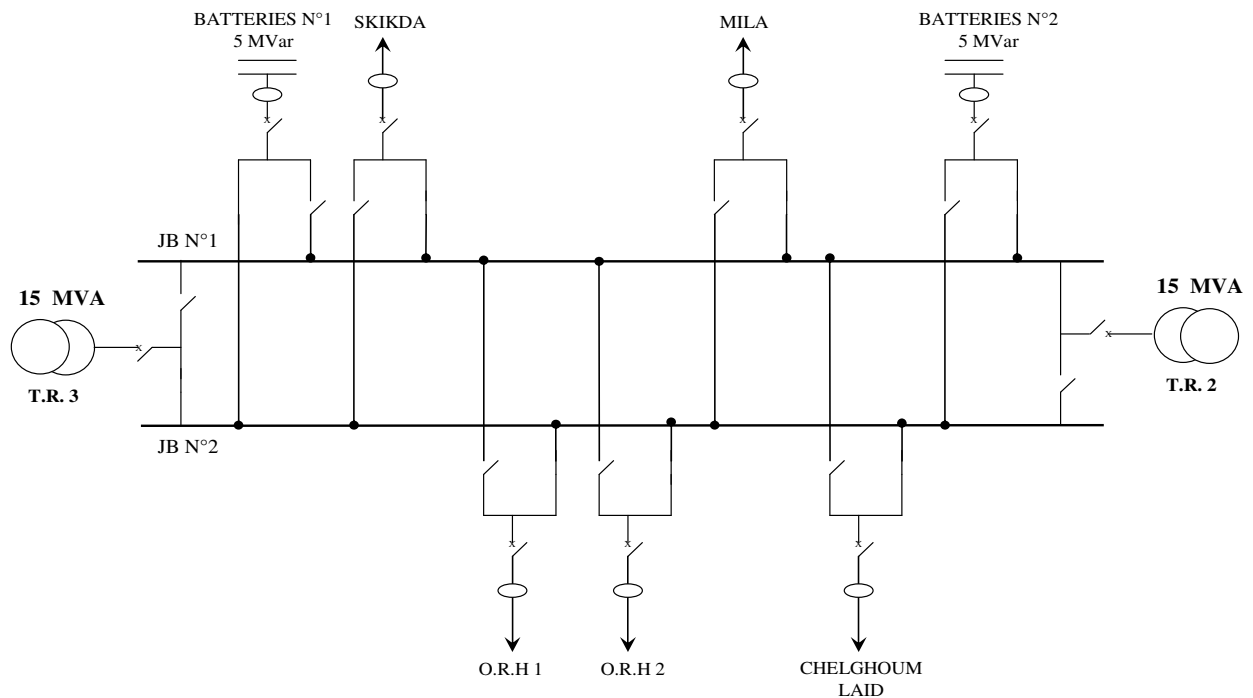 BATTERIES N°1
5 MVar
SKIKDA
MILA
BATTERIES N°2
5 MVar
JB N°1
15 MVA
T.R. 3
15 MVA
T.R. 2
JB N°2
O.R.H 1
O.R.H 2
CHELGHOUM
LAID